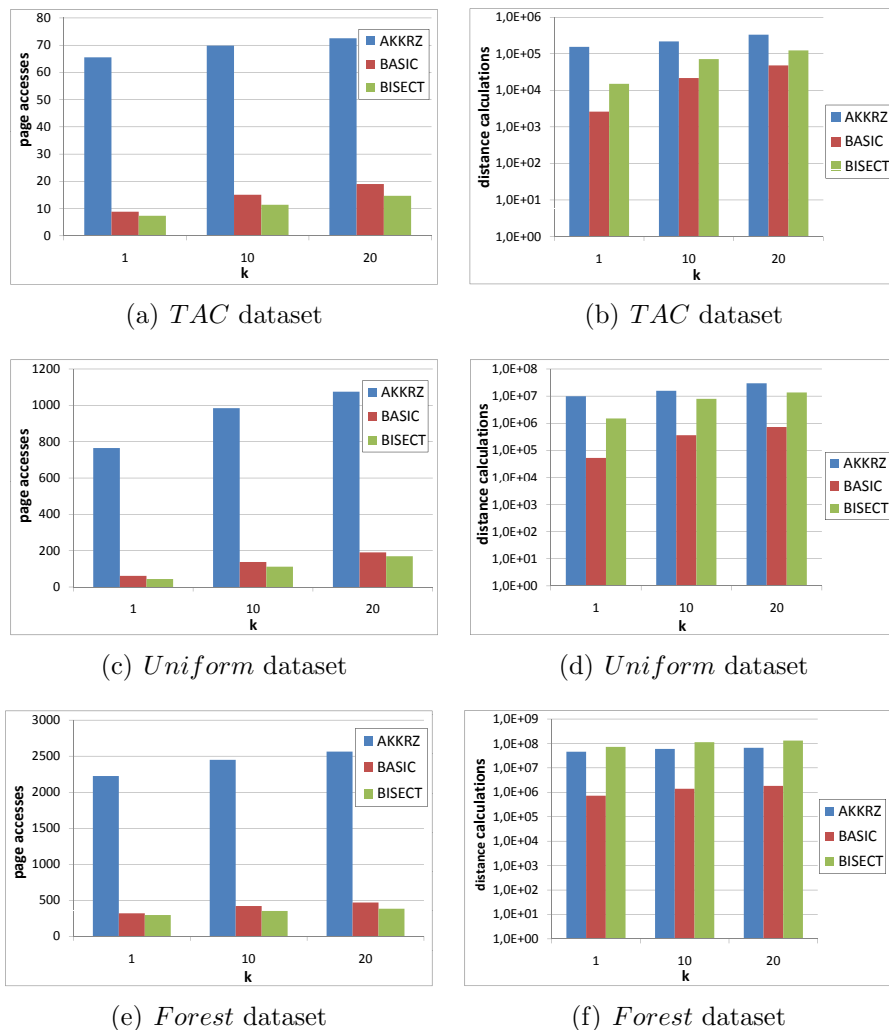 80
70
60
50
40
30
20
10
0
page accesses
1
10
20
k
AKKRZ
BASIC
BISECT
(a) TAC dataset
1,0E+06
1,0E+05
1,0E+04
1,0E+03
1,0E+02
1,0E+01
1,0E+00
distance calculations
1
10
20
k
AKKRZ
BASIC
BISECT
(b) TAC dataset
1200
1000
800
600
400
200
0
page accesses
1
10
20
k
AKKRZ
BASIC
BISECT
(c) Uniform dataset
1,0E+08
1,0E+07
1,0E+06
1,0E+05
1,0E+04
1,0E+03
1,0E+02
1,0E+01
1,0E+00
distance calculations
1
10
20
k
AKKRZ
BASIC
BISECT
(d) Uniform dataset
3000
2500
2000
1500
1000
500
0
page accesses
1
10
20
k
AKKRZ
BASIC
BISECT
(e) Forest dataset
1,0E+09
1,0E+08
1,0E+07
1,0E+06
1,0E+05
1,0E+04
1,0E+03
1,0E+02
1,0E+01
1,0E+00
distance calculations
1
10
20
k
AKKRZ
BASIC
BISECT
(f) Forest dataset